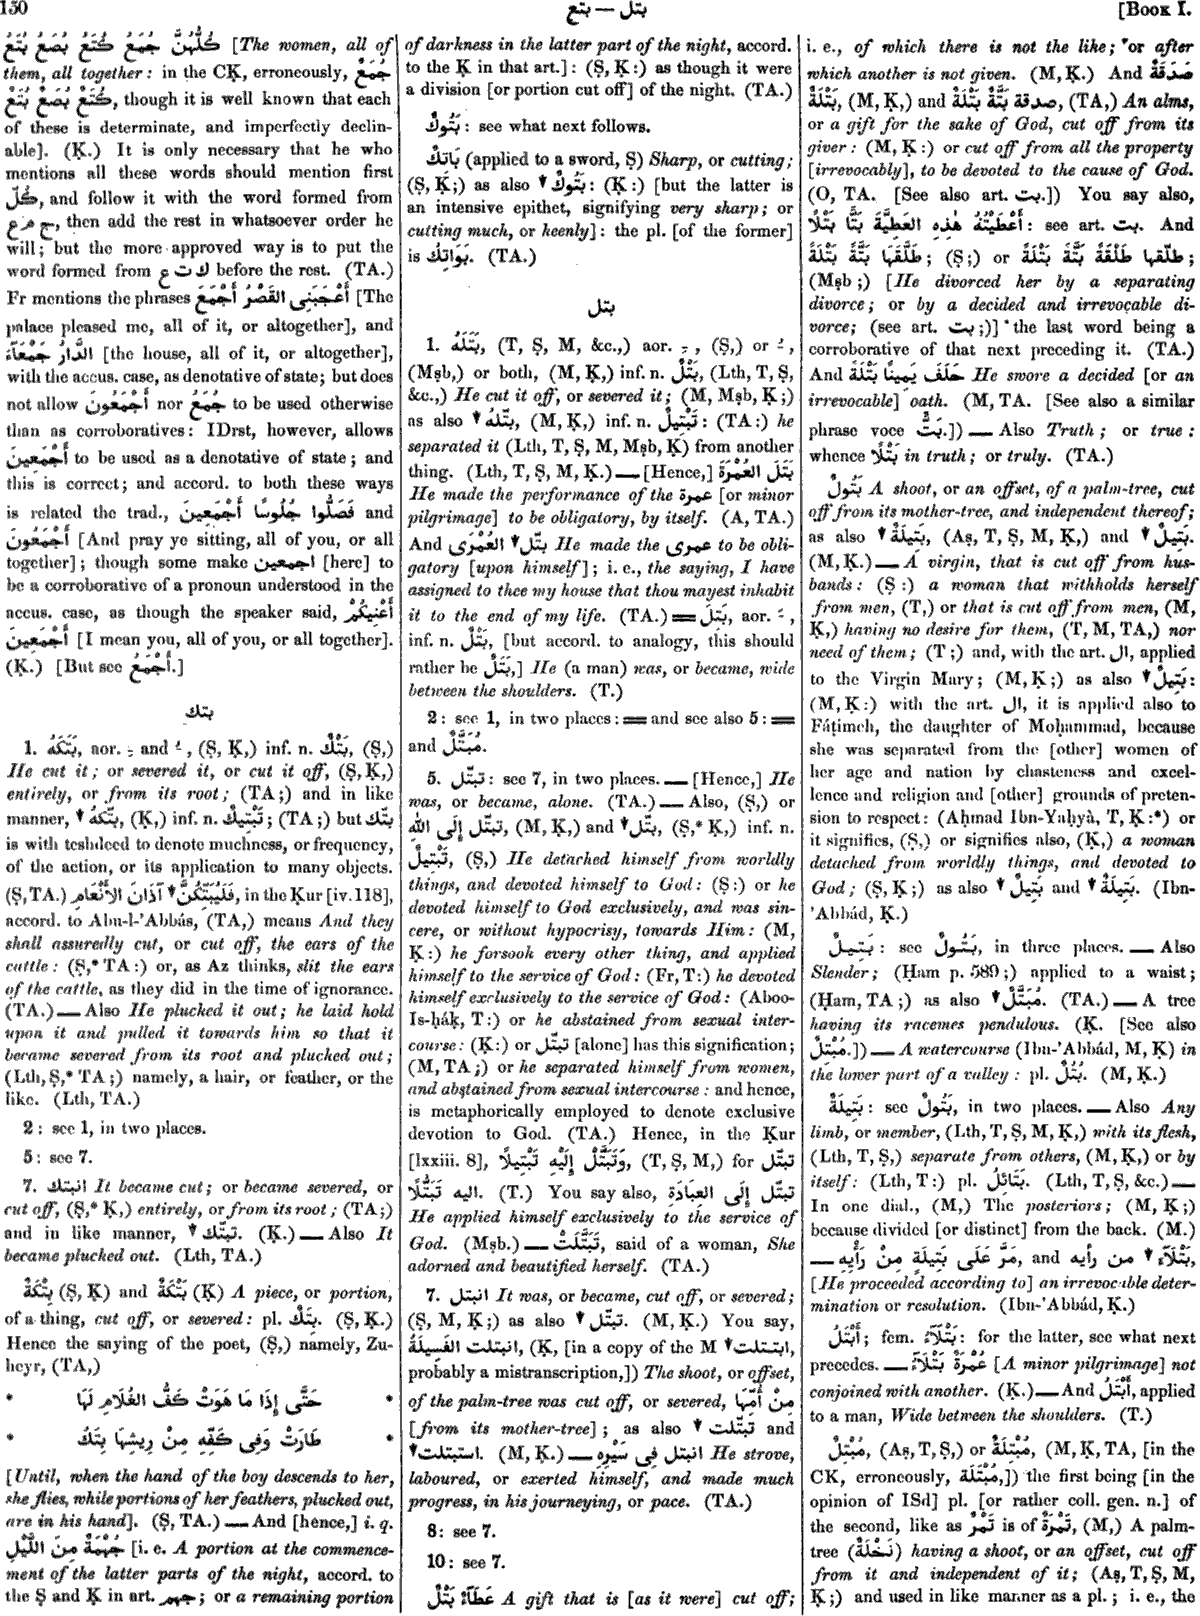 150
بتل — بتع
[BOOK I.
كُلُّهُنَّ جُمَعُ كُتَعُ بُصَعُ بُتَعُ [The women, all of
them, all together: in the CḲ, erroneously, جُمَعٌ
كُتَعٌ بُصَعٌ بُتَعٌ, though it is well known that each
of these is determinate, and imperfectly declin-
able]. (Ḳ.) It is only necessary that he who
mentions all these words should mention first
كُلّ, and follow it with the word formed from
ج م ع, then add the rest in whatsoever order he
will; but the more approved way is to put the
word formed from ك ت ع before the rest. (TA.)
Fr mentions the phrases أَعْجَبَنِى القَصْرُ أَجْمَعَ [The
palace pleased me, all of it, or altogether], and
الدَّارُ جَمْعَآءَ [the house, all of it, or altogether],
with the accus. case, as denotative of state; but does
not allow أَجْمَعُونَ nor جُمَعُ to be used otherwise
than as corroboratives: IDrst, however, allows
أَجْمَعِينَ to be used as a denotative of state; and
this is correct; and accord. to both these ways
is related the trad., فَصَلُّوا جُلُوسًا أَجْمَعِينَ and
أَجْمَعُونَ [And pray ye sitting, all of you, or all
together]; though some make اجمعين [here] to
be a corroborative of a pronoun understood in the
accus. case, as though the speaker said, أَعْنِيكُمْ
أَجْمَعِينَ [I mean you, all of you, or all together].
(Ḳ.) [But see أَجْمَعُ.]
بتك
1. بَتَكَهُ, aor. ـِ and ـُ, (Ṣ, Ḳ,) inf. n. بَتْكٌ, (Ṣ,)
He cut it; or severed it, or cut it off, (Ṣ, Ḳ,)
entirely, or from its root; (TA;) and in like
manner, ↓ بتّكهُ, (Ḳ,) inf. n. تَبْتِيكٌ; (TA;) but بتّك
is with teshdeed to denote muchness, or frequency,
of the action, or its application to many objects.
(Ṣ, TA.) فَلَيُبَتِّكُنَّ ↓ آذَانَ الأَنْعَامِ, in the Ḳur [iv. 118],
accord. to Abu-l-'Abbás, (TA,) means And they
shall assuredly cut, or cut off, the ears of the
cattle: (Ṣ,* TA:) or, as Az thinks, slit the ears
of the cattle, as they did in the time of ignorance.
(TA.) — Also He plucked it out; he laid hold
upon it and pulled it towards him so that it
became severed from its root and plucked out;
(Lth, Ṣ,* TA;) namely, a hair, or feather, or the
like. (Lth, TA.)
2: see 1, in two places.
5: see 7.
7. انبتك It became cut; or became severed, or
cut off, (Ṣ,* Ḳ,) entirely, or from its root; (TA;)
and in like manner, ↓ تبتّك. (Ḳ.) — Also It
became plucked out. (Lth, TA.)
بِتْكَةٌ (Ṣ, Ḳ) and بَتْكَةٌ (Ḳ) A piece, or portion,
of a thing, cut off, or severed: pl. بِتَكٌ. (Ṣ, Ḳ.)
Hence the saying of the poet, (Ṣ,) namely, Zu-
heyr, (TA,)
* حَتَّى إِذَا مَا هَوَتْ كَفُّ الغُلَامِ لَهَا *
* طَارَتْ وَفِى كَفِّهِ مِنْ رِيشِهَا بِتَكُ *
[Until, when the hand of the boy descends to her,
she flies, while portions of her feathers, plucked out,
are in his hand]. (Ṣ, TA.) — And [hence,] i. q.
جُهْمَةٌ مِنَ اللَّيْلِ [i. e. A portion at the commence-
ment of the latter parts of the night, accord. to
the Ṣ and Ḳ in art. جهم; or a remaining portion
of darkness in the latter part of the night, accord.
to the Ḳ in that art.]: (Ṣ, Ḳ:) as though it were
a division [or portion cut off] of the night. (TA.)
بَتُوكٌ: see what next follows.
بَاتِكٌ (applied to a sword, Ṣ) Sharp, or cutting;
(Ṣ, Ḳ;) as also ↓ بَتُوكٌ: (Ḳ:) [but the latter is
an intensive epithet, signifying very sharp; or
cutting much, or keenly]: the pl. [of the former]
is بَوَاتِكُ. (TA.)
بتل
1. بَتَلَهُ, (T, Ṣ, M, &c.,) aor. ـِ, (Ṣ,) or ـُ,
(Mṣb,) or both, (M, Ḳ,) inf. n. بَتْلٌ, (Lth, T, Ṣ,
&c.,) He cut it off, or severed it; (M, Mṣb, Ḳ;)
as also ↓ بتّلهُ, (M, Ḳ,) inf. n. تَبْتِيلٌ: (TA:) he
separated it (Lth, T, Ṣ, M, Mṣb, Ḳ) from another
thing. (Lth, T, Ṣ, M, Ḳ.) — [Hence,] بَتَلَ العُمْرَةَ
He made the performance of the عمرة [or minor
pilgrimage] to be obligatory, by itself. (A, TA.)
And بتّل ↓ العُمْرَى He made the عمرى to be obli-
gatory [upon himself]; i. e., the saying, I have
assigned to thee my house that thou mayest inhabit
it to the end of my life. (TA.) = بَتَلَ, aor. ـَ,
inf. n. بَتْلٌ, [but accord. to analogy, this should
rather be بَتَلٌ,] He (a man) was, or became, wide
between the shoulders. (T.)
2: see 1, in two places: = and see also 5: =
and مُبَتَّلٌ.
5. تبتّل: see 7, in two places. — [Hence,] He
was, or became, alone. (TA.) — Also, (Ṣ,) or
تبتّل إِلَى اللّٰهِ, (M, Ḳ,) and ↓ بتّل, (Ṣ,* Ḳ,) inf. n.
تَبْتِيلٌ, (Ṣ,) He detached himself from worldly
things, and devoted himself to God: (Ṣ:) or he
devoted himself to God exclusively, and was sin-
cere, or without hypocrisy, towards Him: (M,
Ḳ:) he forsook every other thing, and applied
himself to the service of God: (Fr, T:) he devoted
himself exclusively to the service of God: (Aboo-
Is-ḥáḳ, T:) or he abstained from sexual inter-
course: (Ḳ:) or تبتّل [alone] has this signification;
(M, TA;) or he separated himself from women,
and abstained from sexual intercourse: and hence,
is metaphorically employed to denote exclusive
devotion to God. (TA.) Hence, in the Ḳur
[lxxiii. 8], وَتَبَتَّلْ إِلَيْهِ تَبْتِيلًا, (T, Ṣ, M,) for تبتّل
اليه تَبَتُّلًا. (T.) You say also, تبتّل إِلَى العِبَادَةِ
He applied himself exclusively to the service of
God. (Mṣb.) — تَبَتَّلَتْ, said of a woman, She
adorned and beautified herself. (TA.)
7. انبتل It was, or became, cut off, or severed;
(Ṣ, M, Ḳ;) as also ↓ تبتّل. (M, Ḳ.) You say,
انبتلت الفَسِيلَةُ, (Ḳ, [in a copy of the M ↓ ابتتلت,
probably a mistranscription,]) The shoot, or offset,
of the palm-tree was cut off, or severed, مِنْ أُمِّهَا
[from its mother-tree]; as also ↓ تبتّلت and
↓ استبتلت. (M, Ḳ.) — انبتل فِى سَيْرِهِ He strove,
laboured, or exerted himself, and made much
progress, in his journeying, or pace. (TA.)
8: see 7.
10: see 7.
عَطَآءٌ بَتْلٌ A gift that is [as it were] cut off;
i. e., of which there is not the like; or after
which another is not given. (M, Ḳ.) And صَدَقَةٌ
بَتْلَةٌ, (M, Ḳ,) and صدقة بَتَّةٌ بَتْلَةٌ, (TA,) An alms,
or a gift for the sake of God, cut off from its
giver: (M, Ḳ:) or cut off from all the property
[irrevocably], to be devoted to the cause of God.
(O, TA. [See also art. بت.]) You say also,
أَعْطَيْتُهُ هٰذِهِ العَطِيَّةَ بَتًّا بَتْلًا: see art. بت. And
طَلَّقَهَا بَتَّةً بَتْلَةً; (Ṣ;) or طلّقها طَلْقَةً بَتَّةً بَتْلَةً;
(Mṣb;) [He divorced her by a separating
divorce; or by a decided and irrevocable di-
vorce; (see art. بت;)] the last word being a
corroborative of that next preceding it. (TA.)
And حَلَفَ يَمِينًا بَتْلَةً He swore a decided [or an
irrevocable] oath. (M, TA. [See also a similar
phrase voce بَتٌّ.]) — Also Truth; or true:
whence بَتْلًا in truth; or truly. (TA.)
بَتُولٌ A shoot, or an offset, of a palm-tree, cut
off from its mother-tree, and independent thereof;
as also ↓ بَتِيلَةٌ, (Aṣ, T, Ṣ, M, Ḳ,) and ↓ بَتِيلٌ.
(M, Ḳ.) — A virgin, that is cut off from hus-
bands: (Ṣ:) a woman that withholds herself
from men, (T,) or that is cut off from men, (M,
Ḳ,) having no desire for them, (T, M, TA,) nor
need of them; (T;) and, with the art. ال, applied
to the Virgin Mary; (M, Ḳ;) as also ↓ بَتِيلٌ:
(M, Ḳ:) with the art. ال, it is applied also to
Fáṭimeh, the daughter of Moḥammad, because
she was separated from the [other] women of
her age and nation by chasteness and excel-
lence and religion and [other] grounds of preten-
sion to respect: (Aḥmad Ibn-Yaḥyà, T, Ḳ:*) or
it signifies, (Ṣ,) or signifies also, (Ḳ,) a woman
detached from worldly things, and devoted to
God; (Ṣ, Ḳ;) as also ↓ بَتِيلٌ and ↓ بَتِيلَةٌ. (Ibn-
'Abbád, Ḳ.)
بَتِيلٌ: see بَتُولٌ, in three places. — Also
Slender; (Ḥam p. 589;) applied to a waist;
(Ḥam, TA;) as also ↓ مُبَتَّلٌ. (TA.) — A tree
having its racemes pendulous. (Ḳ. [See also
مُبْتِلٌ.]) — A watercourse (Ibn-'Abbád, M, Ḳ) in
the lower part of a valley: pl. بُتُلٌ. (M, Ḳ.)
بَتِيلَةٌ: see بَتُولٌ, in two places. — Also Any
limb, or member, (Lth, T, Ṣ, M, Ḳ,) with its flesh,
(Lth, T, Ṣ,) separate from others, (M, Ḳ,) or by
itself: (Lth, T:) pl. بَتَائِلُ. (Lth, T, Ṣ, &c.) —
In one dial., (M,) The posteriors; (M, Ḳ;)
because divided [or distinct] from the back. (M.)
— مَرَّ عَلَى بَتِيلَةٍ مِنْ رَأْيِهِ, and ↓ بَتْلَآءَ من رأيه,
[He proceeded according to] an irrevocable deter-
mination or resolution. (Ibn-'Abbád, Ḳ.)
أَبْتَلُ; fem. بَتْلَآءُ: for the latter, see what next
precedes. — عُمْرَةٌ بَتْلَآءُ [A minor pilgrimage] not
conjoined with another. (Ḳ.) — And أَبْتَلُ, applied
to a man, Wide between the shoulders. (T.)
مُبْتِلٌ, (Aṣ, T, Ṣ,) or مُبْتِلَةٌ, (M, Ḳ, TA, [in the
CK, erroneously, مُبْتَلَة,]) the first being [in the
opinion of ISd] pl. [or rather coll. gen. n.] of
the second, like as تَمْرٌ is of تَمْرَةٌ, (M,) A palm-
tree (نَخْلَةٌ) having a shoot, or an offset, cut off
from it and independent of it; (Aṣ, T, Ṣ, M,
Ḳ;) and used in like manner as a pl.; i. e., the